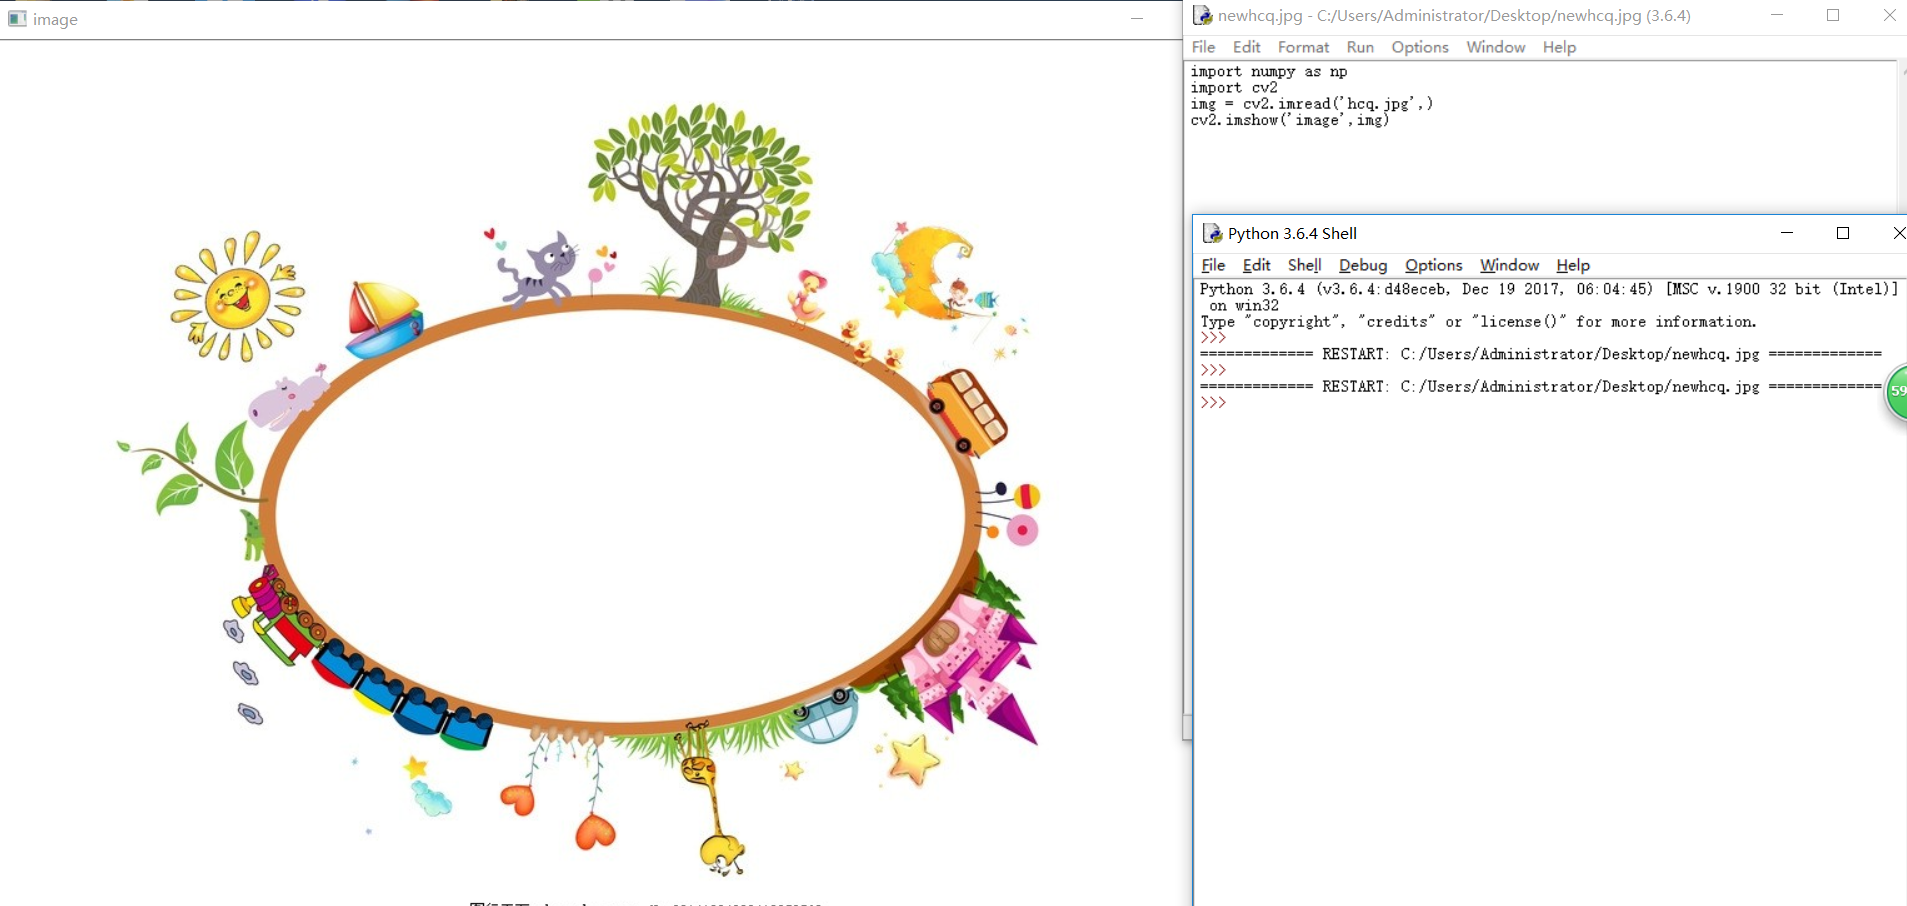 image
newhcq.jpg - C:/Users/Administrator/Desktop/newhcq.jpg (3.6.4)
File Edit Format Run Options Window Help
import numpy as np
import cv2
img = cv2.imread('hcq.jpg',)
cv2.imshow('image',img)
Python 3.6.4 Shell
File Edit Shell Debug Options Window Help
Python 3.6.4 (v3.6.4:d48eceb, Dec 19 2017, 06:04:45) [MSC v.1900 32 bit (Intel)]
on win32
Type "copyright", "credits" or "license()" for more information.
>>>
============= RESTART: C:/Users/Administrator/Desktop/newhcq.jpg =============
>>>
============= RESTART: C:/Users/Administrator/Desktop/newhcq.jpg =============
>>>
59